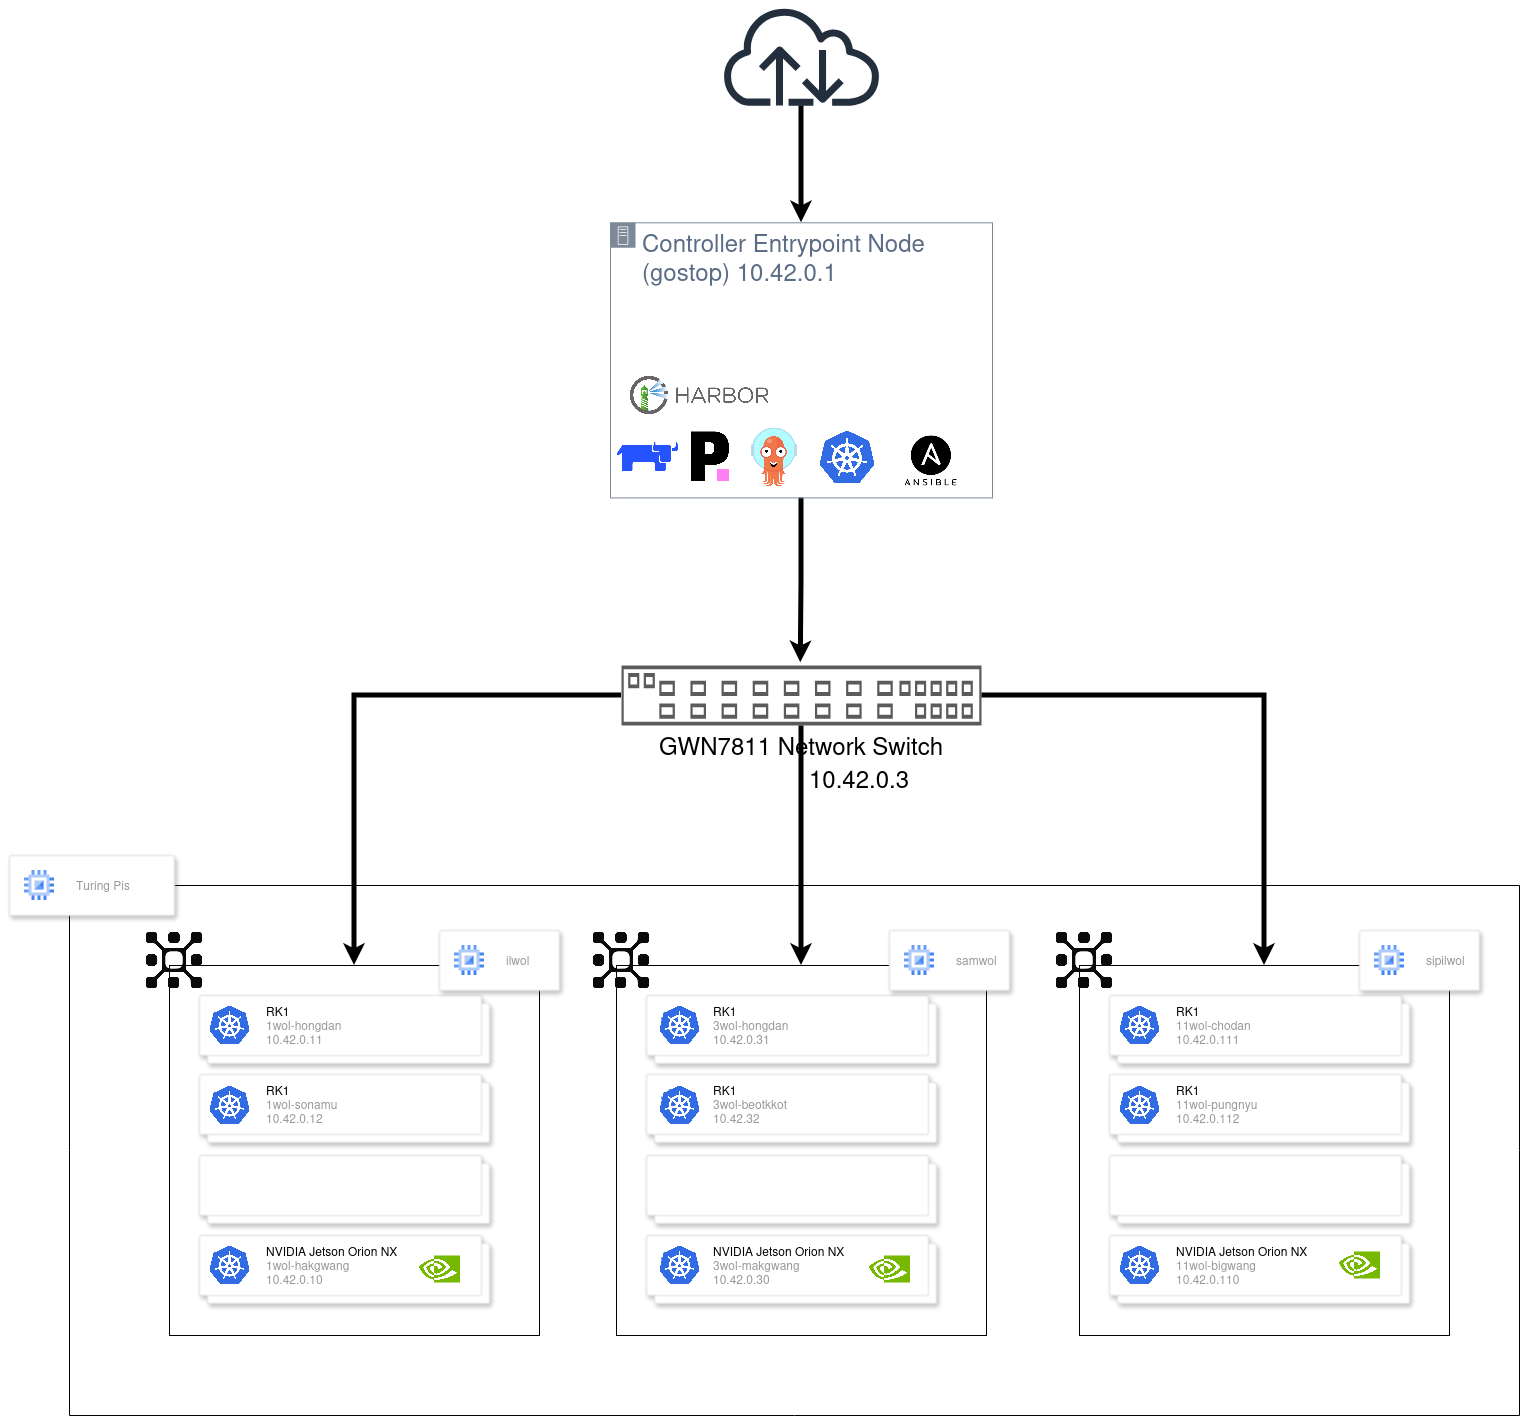 Controller Entrypoint Node
(gostop) 10.42.0.1
HARBOR
P.
ANSIBLE
GWN7811 Network Switch
10.42.0.3
Turing Pis
ilwol
RK1
1wol-hongdan
10.42.0.11
RK1
1wol-sonamu
10.42.0.12
NVIDIA Jetson Orion NX
1wol-hakgwang
10.42.0.10
samwol
RK1
3wol-hongdan
10.42.0.31
RK1
3wol-beotkkot
10.42.32
NVIDIA Jetson Orion NX
3wol-makgwang
10.42.0.30
sipilwol
RK1
11wol-chodan
10.42.0.111
RK1
11wol-pungnyu
10.42.0.112
NVIDIA Jetson Orion NX
11wol-bigwang
10.42.0.110